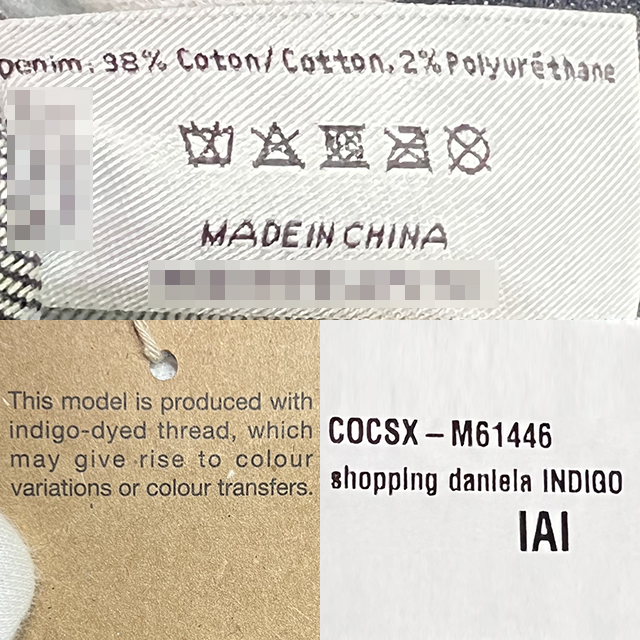 Denim: 98% Coton/Cotton, 2% Polyuréthane
MADE IN CHINA
This model is produced with
indigo-dyed thread, which
may give rise to colour
variations or colour transfers.
COCSX – M61446
shopping daniela INDIGO
IAI